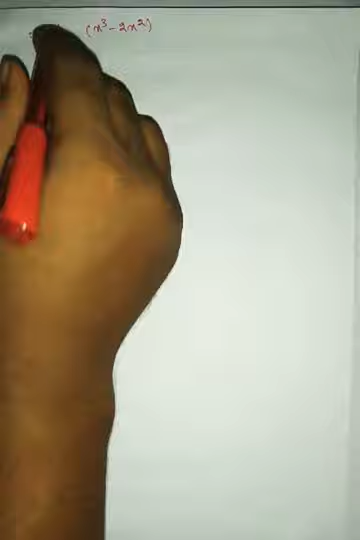 (x³ - 2x²)